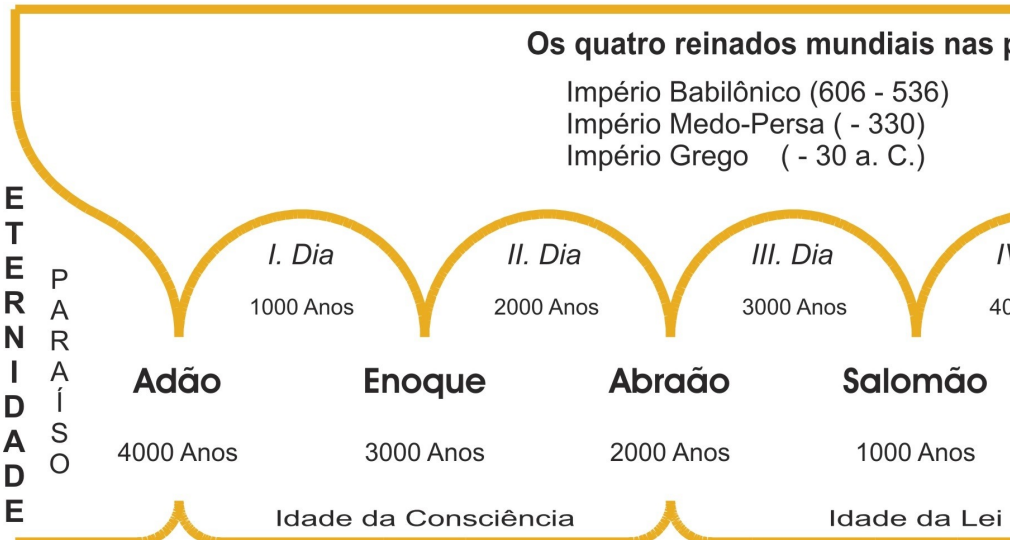 Os quatro reinados mundiais nas
Império Babilônico (606 - 536)
Império Medo-Persa ( - 330)
Império Grego ( - 30 a. C.)
ETERNIDADE
PARAÍSO
I. Dia
II. Dia
III. Dia
1000 Anos
2000 Anos
3000 Anos
Adão
Enoque
Abraão
Salomão
4000 Anos
3000 Anos
2000 Anos
1000 Anos
Idade da Consciência
Idade da Lei